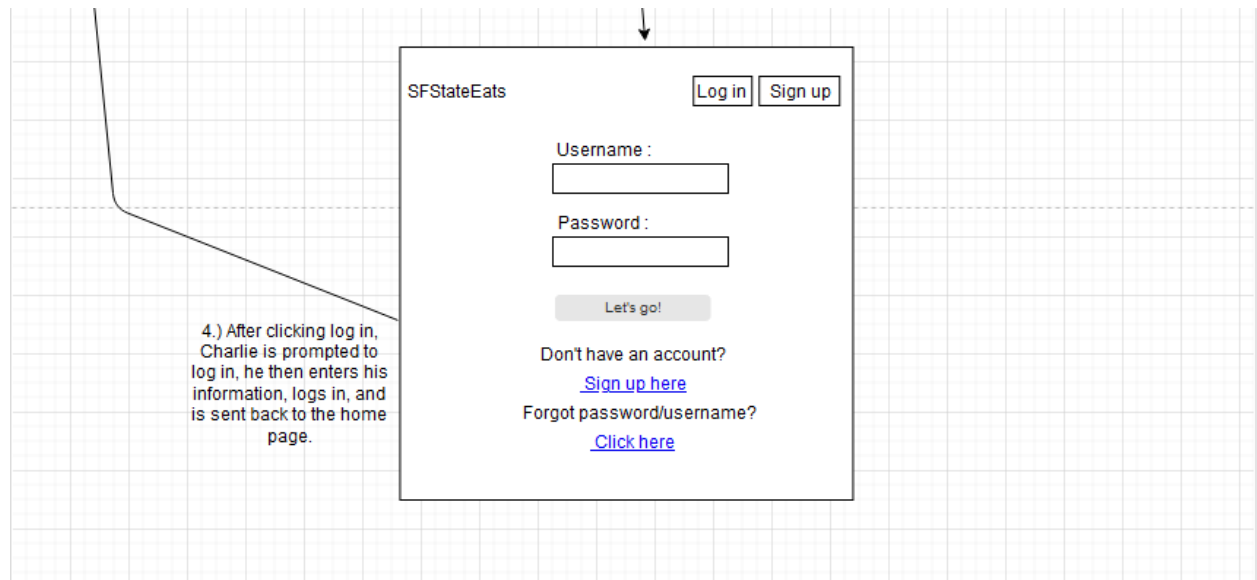 SFStateEats
Log in
Sign up
Username :
Password :
Let's go!
4.) After clicking log in,
Charlie is prompted to
log in, he then enters his
information, logs in, and
is sent back to the home
page.
Don't have an account?
Sign up here
Forgot password/username?
Click here